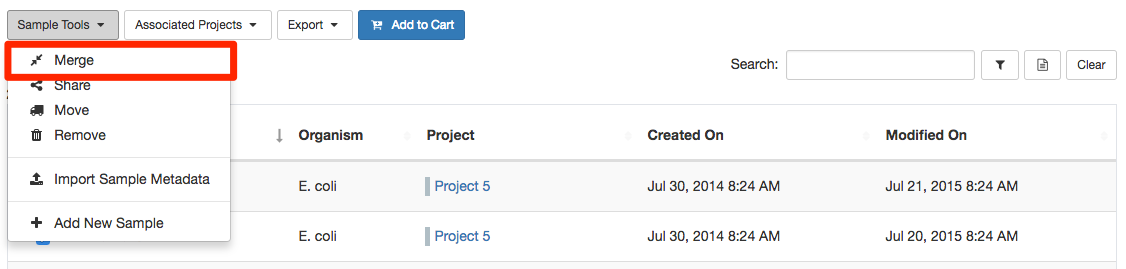 Sample Tools Associated Projects Export Add to Cart
Merge
Search: Clear
Share
Move
Remove
Organism Project Created On Modified On
Import Sample Metadata
E. coli Project 5 Jul 30, 2014 8:24 AM Jul 21, 2015 8:24 AM
Add New Sample
E. coli Project 5 Jul 30, 2014 8:24 AM Jul 20, 2015 8:24 AM